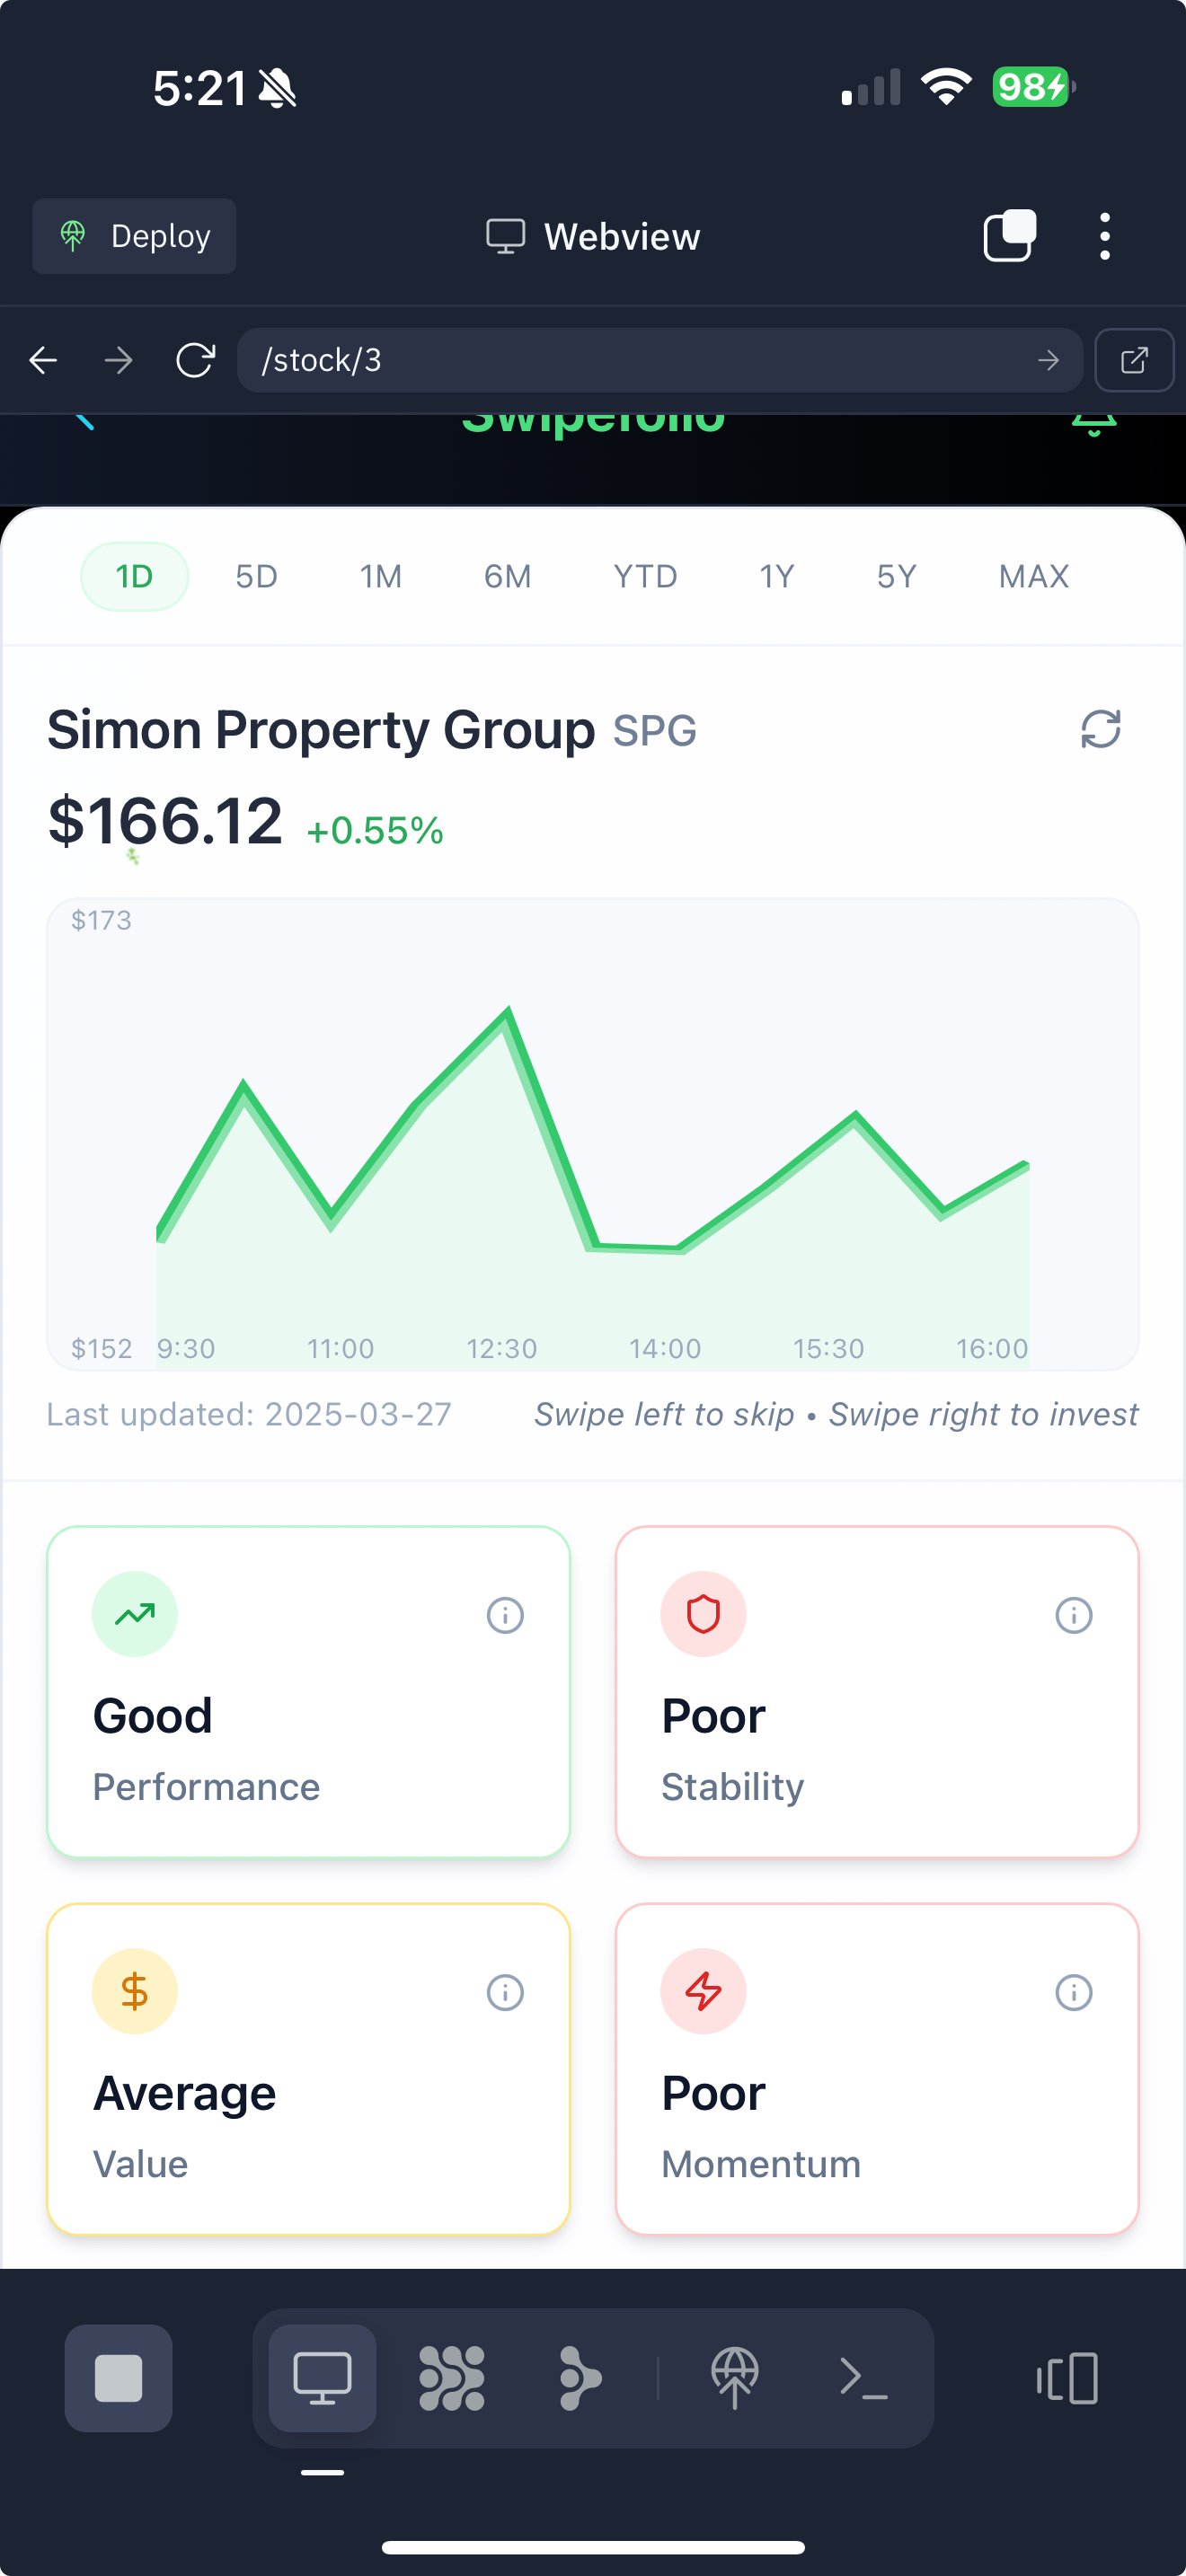 5:21
98
Deploy
Webview
/stock/3
Swipefolio
1D 5D 1M 6M YTD 1Y 5Y MAX
Simon Property Group SPG
$166.12 +0.55%
$173
$152 9:30 11:00 12:30 14:00 15:30 16:00
Last updated: 2025-03-27 Swipe left to skip • Swipe right to invest
Good
Performance
Poor
Stability
Average
Value
Poor
Momentum